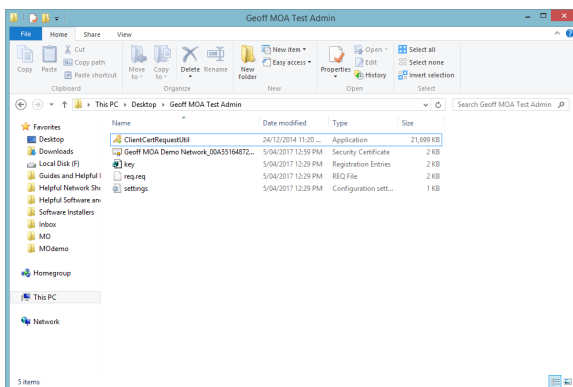 Geoff MOA Test Admin
File Home Share View
Copy Paste Cut Copy path Paste shortcut
Move to Copy to Delete Rename
New folder New item Easy access
Properties Open Edit History
Select all Select none Invert selection
Clipboard Organize New Open Select
This PC Desktop Geoff MOA Test Admin Search Geoff MOA Test Admin
Name Date modified Type Size
Favorites
Desktop
Downloads
Local Disk (F)
Guides and Helpful I
Helpful Network Sho
Helpful Software an
Software Installers
Inbox
MO
MOdemo
Homegroup
This PC
Network
ClientCertRequestUtil 24/12/2014 11:20 ... Application 21,699 KB
Geoff MOA Demo Network_00A55164872... 5/04/2017 12:59 PM Security Certificate 2 KB
key 5/04/2017 12:29 PM Registration Entries 2 KB
req.req 5/04/2017 12:29 PM REQ File 2 KB
settings 5/04/2017 12:29 PM Configuration sett... 1 KB
5 items